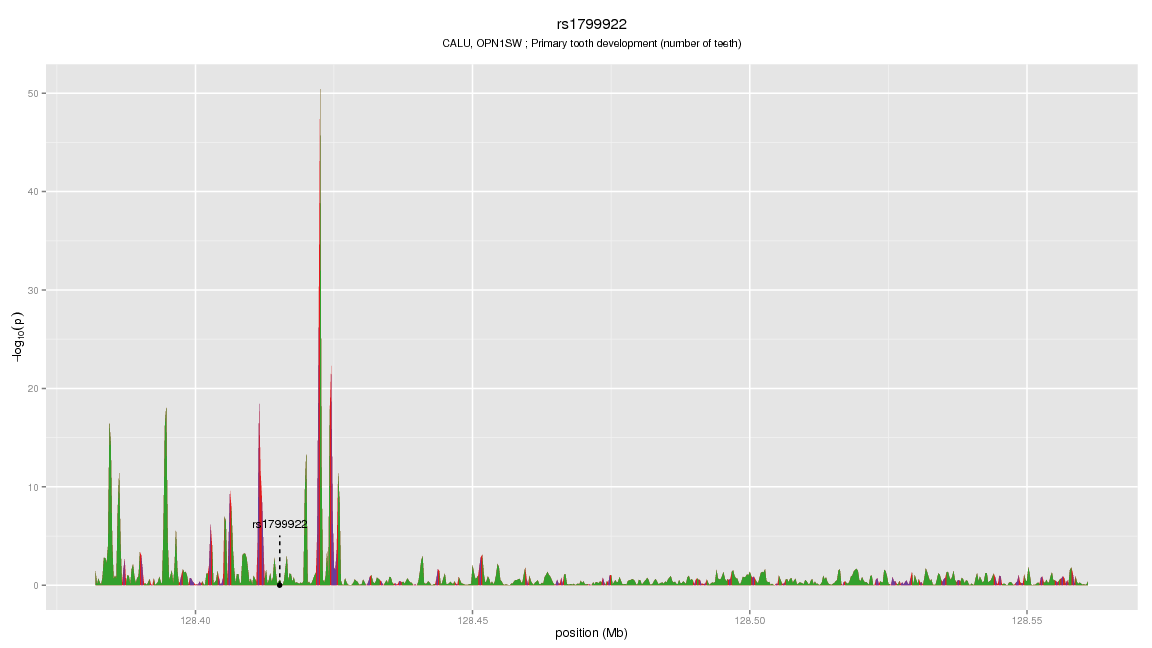 rs1799922
CALU, OPN1SW ; Primary tooth development (number of teeth)
50
40
30
20
10
0
−log10(p)
rs1799922
128.40
128.45
128.50
128.55
position (Mb)